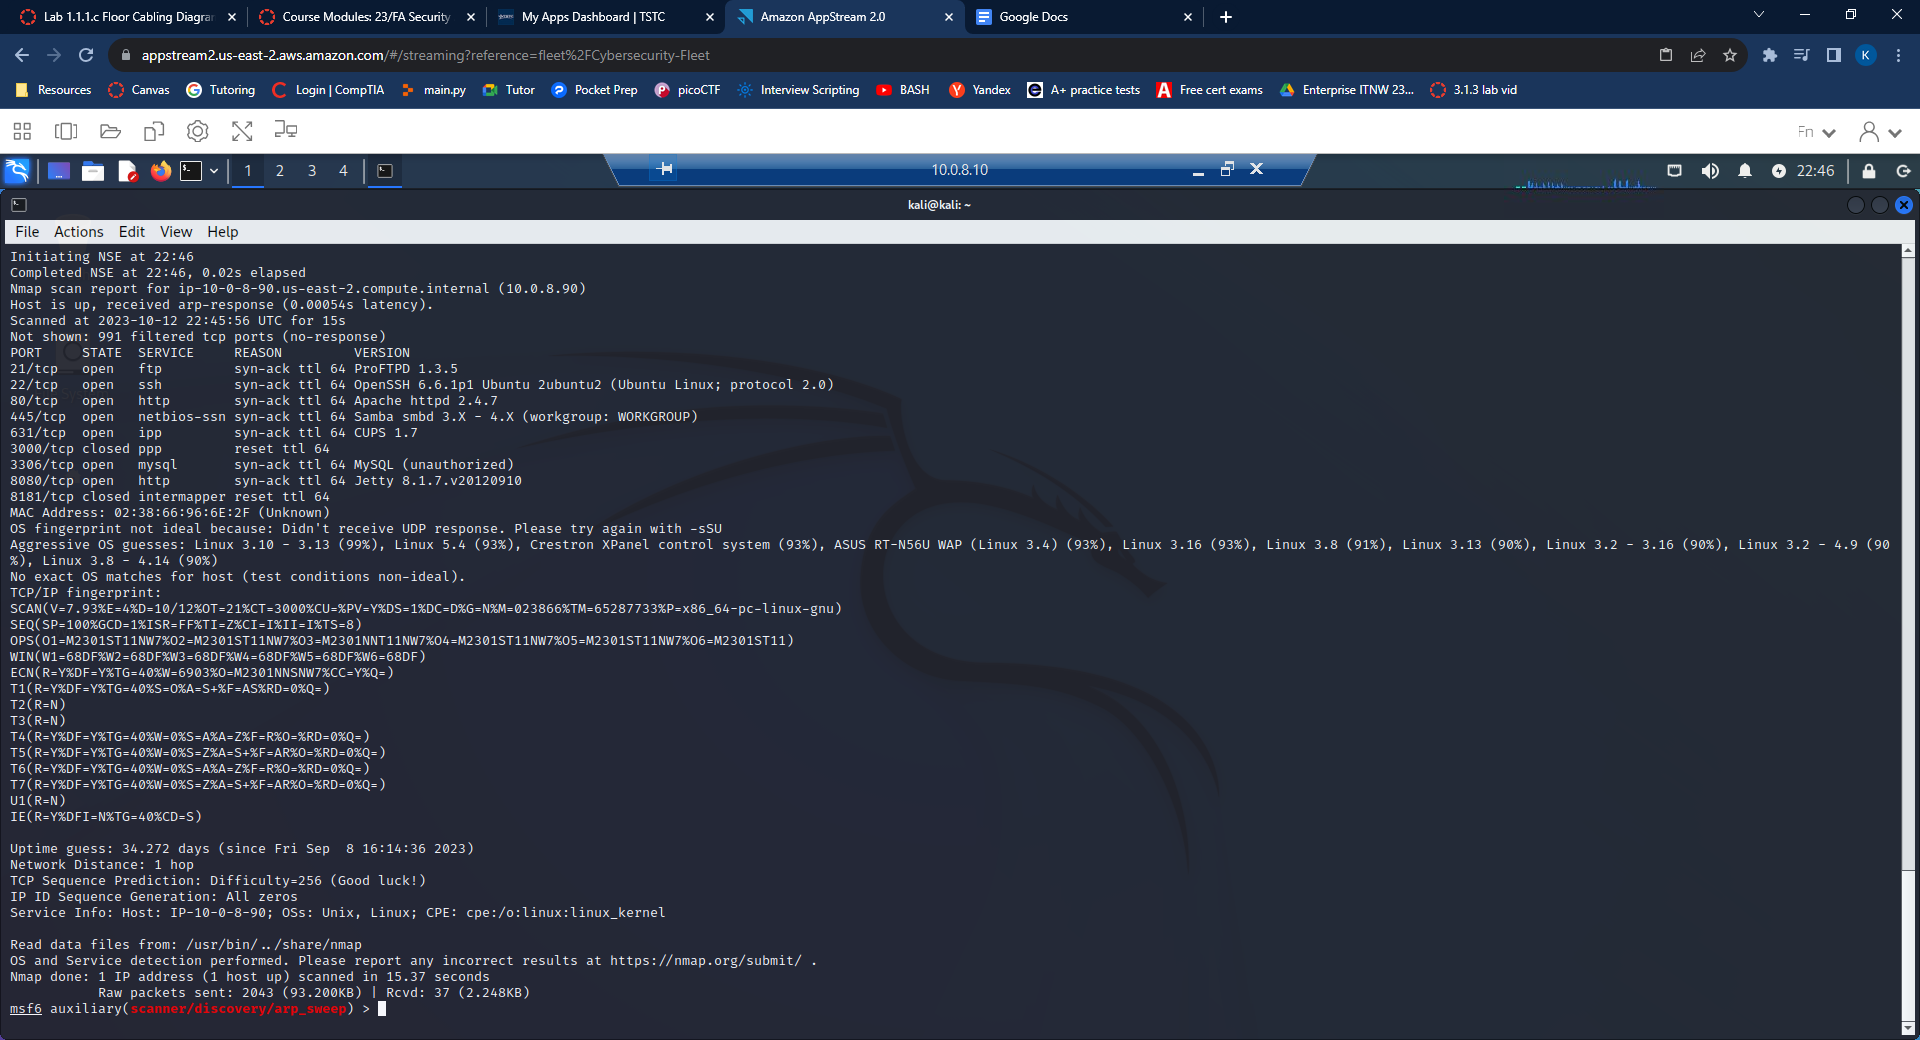 Lab 1.1.1.c Floor Cabling Diagra
Course Modules: 23/FA Security
My Apps Dashboard | TSTC
Amazon AppStream 2.0
Google Docs
appstream2.us-east-2.aws.amazon.com/#/streaming?reference=fleet%2FCybersecurity-Fleet
K
Resources
Canvas
Tutoring
Login | CompTIA
main.py
Tutor
Pocket Prep
picoCTF
Interview Scripting
BASH
Yandex
A+ practice tests
Free cert exams
Enterprise ITNW 23...
3.1.3 lab vid
Fn
1 2 3 4
10.0.8.10
22:46
kali@kali: ~
File Actions Edit View Help
Initiating NSE at 22:46
Completed NSE at 22:46, 0.02s elapsed
Nmap scan report for ip-10-0-8-90.us-east-2.compute.internal (10.0.8.90)
Host is up, received arp-response (0.00054s latency).
Scanned at 2023-10-12 22:45:56 UTC for 15s
Not shown: 991 filtered tcp ports (no-response)
PORT STATE SERVICE REASON VERSION
21/tcp open ftp syn-ack ttl 64 ProFTPD 1.3.5
22/tcp open ssh syn-ack ttl 64 OpenSSH 6.6.1p1 Ubuntu 2ubuntu2 (Ubuntu Linux; protocol 2.0)
80/tcp open http syn-ack ttl 64 Apache httpd 2.4.7
445/tcp open netbios-ssn syn-ack ttl 64 Samba smbd 3.X - 4.X (workgroup: WORKGROUP)
631/tcp open ipp syn-ack ttl 64 CUPS 1.7
3000/tcp closed ppp reset ttl 64
3306/tcp open mysql syn-ack ttl 64 MySQL (unauthorized)
8080/tcp open http syn-ack ttl 64 Jetty 8.1.7.v20120910
8181/tcp closed intermapper reset ttl 64
MAC Address: 02:38:66:96:6E:2F (Unknown)
OS fingerprint not ideal because: Didn't receive UDP response. Please try again with -sSU
Aggressive OS guesses: Linux 3.10 - 3.13 (99%), Linux 5.4 (93%), Crestron XPanel control system (93%), ASUS RT-N56U WAP (Linux 3.4) (93%), Linux 3.16 (93%), Linux 3.8 (91%), Linux 3.13 (90%), Linux 3.2 - 3.16 (90%), Linux 3.2 - 4.9 (90
%), Linux 3.8 - 4.14 (90%)
No exact OS matches for host (test conditions non-ideal).
TCP/IP fingerprint:
SCAN(V=7.93%E=4%D=10/12%OT=21%CT=3000%CU=%PV=Y%DS=1%DC=D%G=N%M=023866%TM=65287733%P=x86_64-pc-linux-gnu)
SEQ(SP=100%GCD=1%ISR=FF%TI=Z%CI=I%II=I%TS=8)
OPS(O1=M2301ST11NW7%O2=M2301ST11NW7%O3=M2301NNT11NW7%O4=M2301ST11NW7%O5=M2301ST11NW7%O6=M2301ST11)
WIN(W1=68DF%W2=68DF%W3=68DF%W4=68DF%W5=68DF%W6=68DF)
ECN(R=Y%DF=Y%TG=40%W=6903%O=M2301NNSNW7%CC=Y%Q=)
T1(R=Y%DF=Y%TG=40%S=O%A=S+%F=AS%RD=0%Q=)
T2(R=N)
T3(R=N)
T4(R=Y%DF=Y%TG=40%W=0%S=A%A=Z%F=R%O=%RD=0%Q=)
T5(R=Y%DF=Y%TG=40%W=0%S=Z%A=S+%F=AR%O=%RD=0%Q=)
T6(R=Y%DF=Y%TG=40%W=0%S=A%A=Z%F=R%O=%RD=0%Q=)
T7(R=Y%DF=Y%TG=40%W=0%S=Z%A=S+%F=AR%O=%RD=0%Q=)
U1(R=N)
IE(R=Y%DFI=N%TG=40%CD=S)
Uptime guess: 34.272 days (since Fri Sep  8 16:14:36 2023)
Network Distance: 1 hop
TCP Sequence Prediction: Difficulty=256 (Good luck!)
IP ID Sequence Generation: All zeros
Service Info: Host: IP-10-0-8-90; OSs: Unix, Linux; CPE: cpe:/o:linux:linux_kernel
Read data files from: /usr/bin/../share/nmap
OS and Service detection performed. Please report any incorrect results at https://nmap.org/submit/ .
Nmap done: 1 IP address (1 host up) scanned in 15.37 seconds
Raw packets sent: 2043 (93.200KB) | Rcvd: 37 (2.248KB)
msf6 auxiliary(scanner/discovery/arp_sweep) >